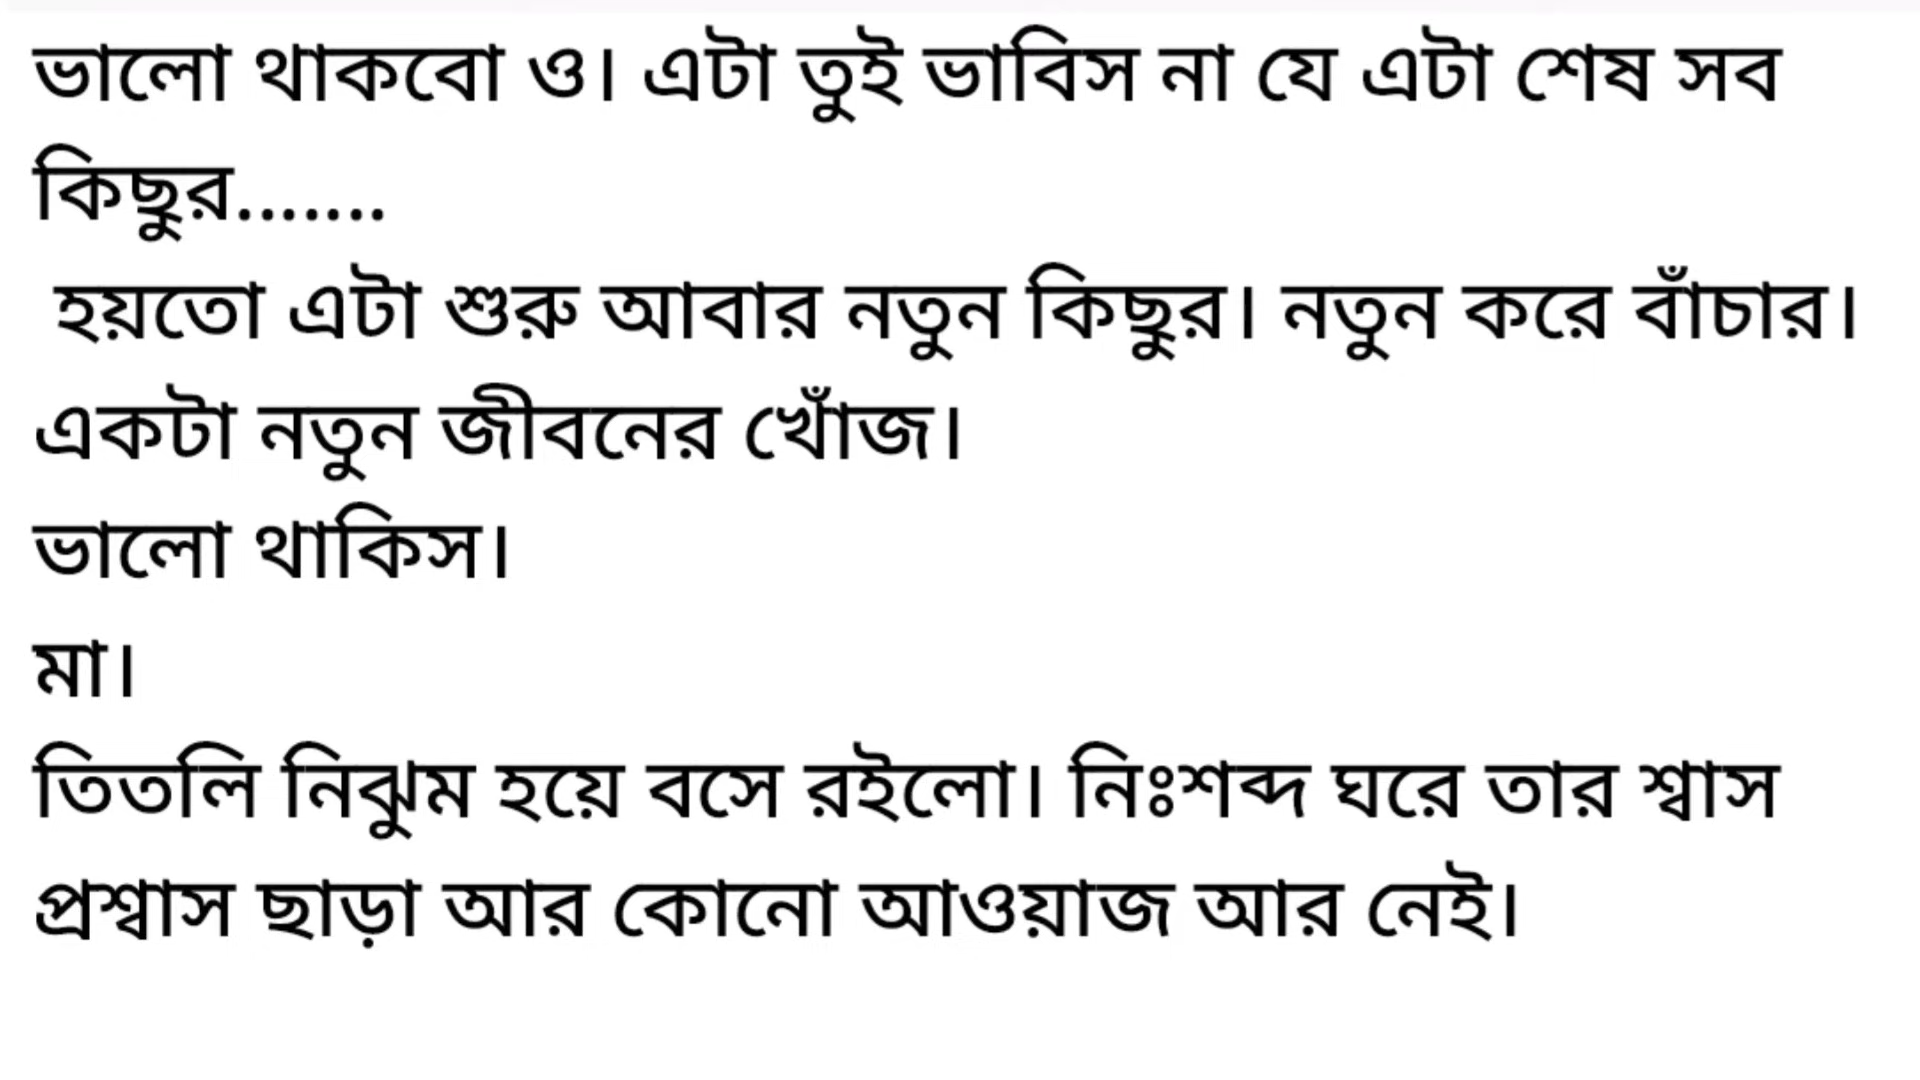 ভালো থাকবো ও। এটা তুই ভাবিস না যে এটা শেষ সব
কিছুর.......
হয়তো এটা শুরু আবার নতুন কিছুর। নতুন করে বাঁচার।
একটা নতুন জীবনের খোঁজ।
ভালো থাকিস।
মা।
তিতলি নিঝুম হয়ে বসে রইলো। নিঃশব্দ ঘরে তার শ্বাস
প্রশ্বাস ছাড়া আর কোনো আওয়াজ আর নেই।